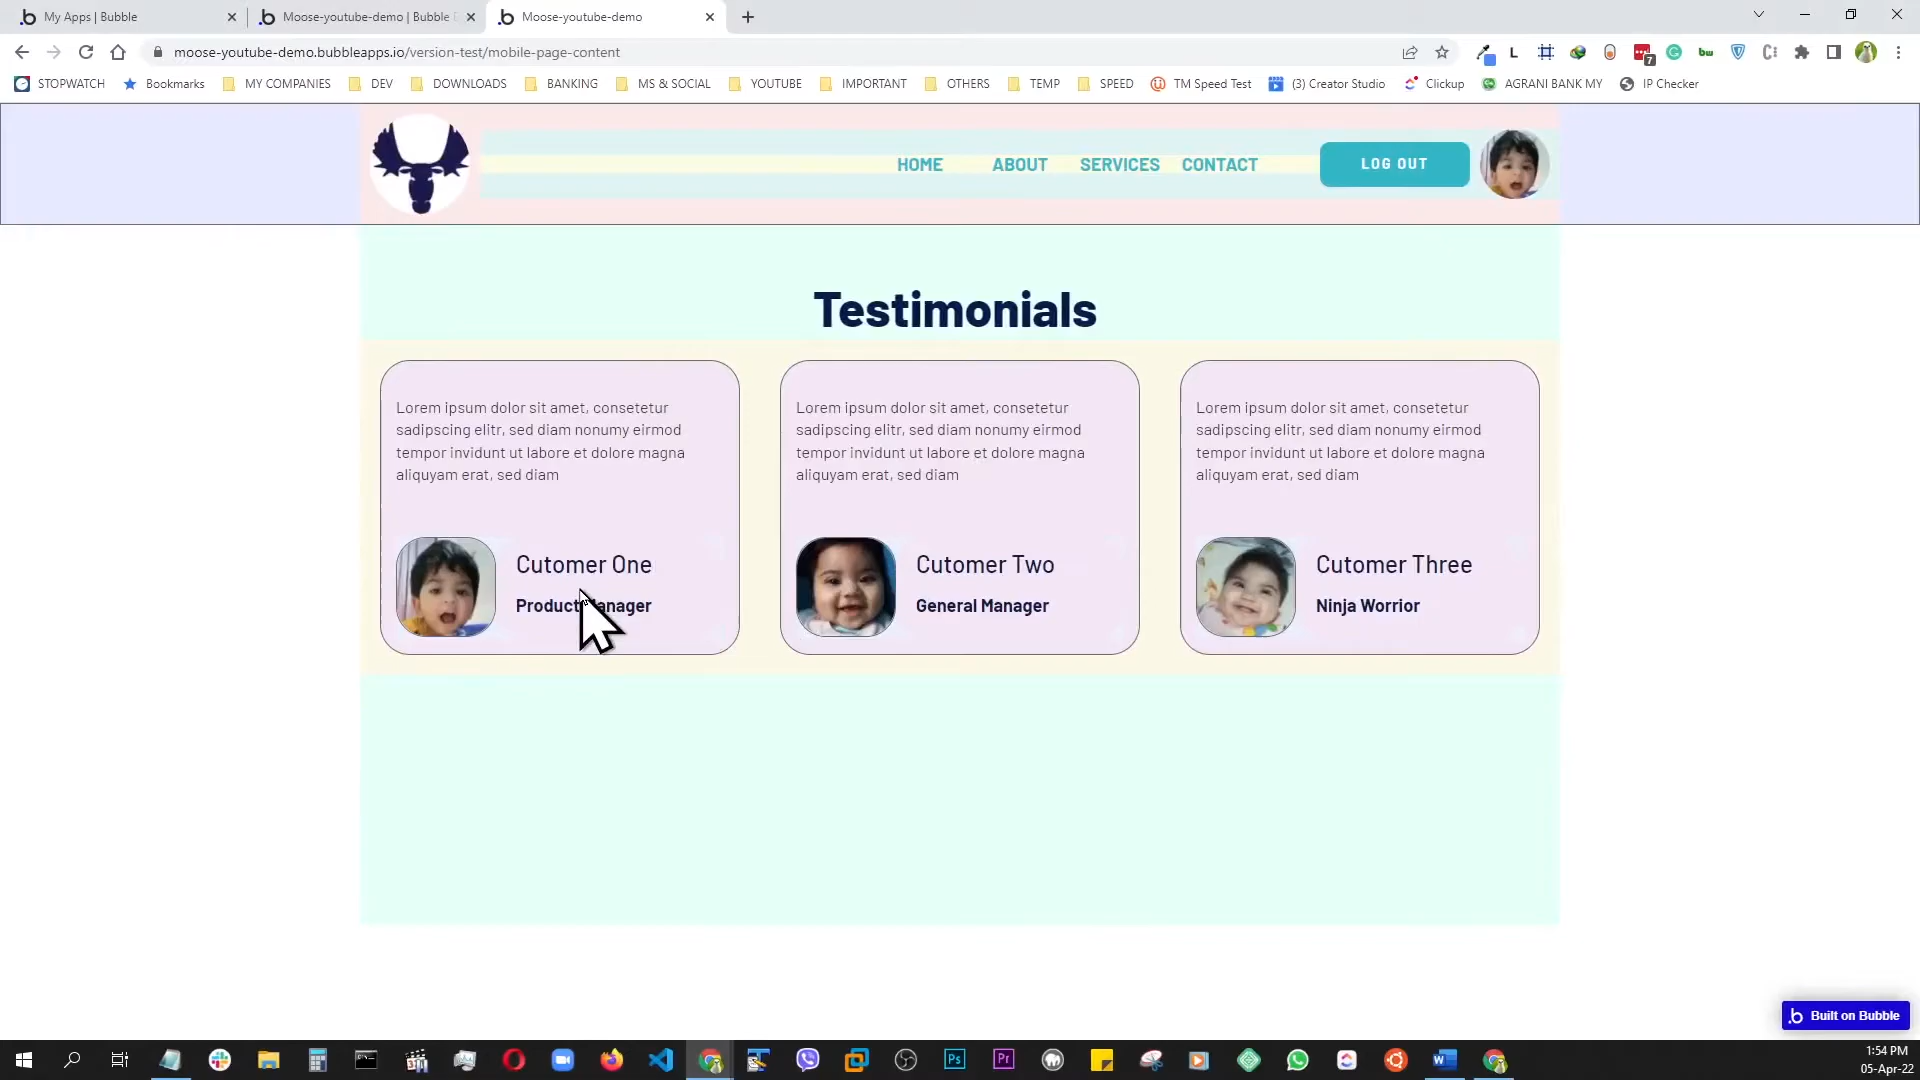 My Apps | Bubble
Moose-youtube-demo | Bubble
Moose-youtube-demo
moose-youtube-demo.bubbleapps.io/version-test/mobile-page-content
7
STOPWATCH
Bookmarks
MY COMPANIES
DEV
DOWNLOADS
BANKING
MS & SOCIAL
YOUTUBE
IMPORTANT
OTHERS
TEMP
SPEED
TM Speed Test
(3) Creator Studio
Clickup
AGRANI BANK MY
IP Checker
HOME
ABOUT
SERVICES
CONTACT
LOG OUT
Testimonials
Lorem ipsum dolor sit amet, consetetur
sadipscing elitr, sed diam nonumy eirmod
tempor invidunt ut labore et dolore magna
aliquyam erat, sed diam
Cutomer One
Product Manager
Lorem ipsum dolor sit amet, consetetur
sadipscing elitr, sed diam nonumy eirmod
tempor invidunt ut labore et dolore magna
aliquyam erat, sed diam
Cutomer Two
General Manager
Lorem ipsum dolor sit amet, consetetur
sadipscing elitr, sed diam nonumy eirmod
tempor invidunt ut labore et dolore magna
aliquyam erat, sed diam
Cutomer Three
Ninja Worrior
Built on Bubble
1:54 PM
05-Apr-22